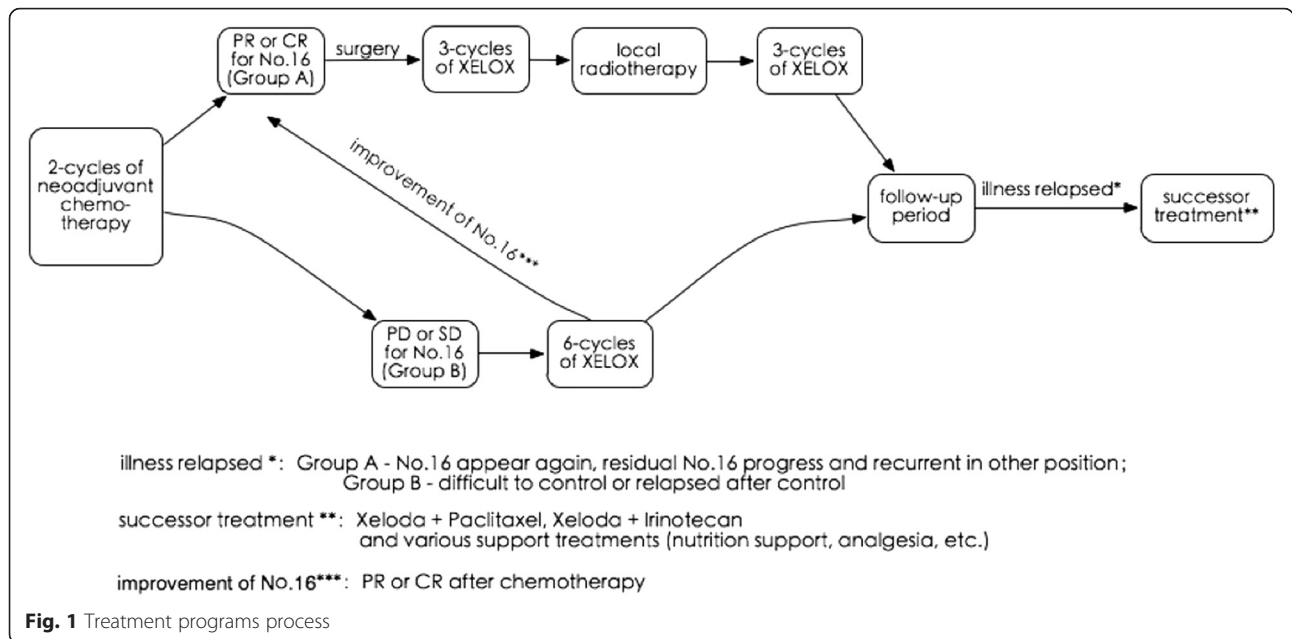 PR or CR
for No.16
(Group A)
surgery
3-cycles
of XELOX
local
radiotherapy
3-cycles
of XELOX
2-cycles of
neoadjuvant
chemo-
therapy
improvement of No.16***
follow-up
period
illness relapsed*
successor
treatment**
PD or SD
for No.16
(Group B)
6-cycles
of XELOX
illness relapsed *: Group A - No.16 appear again, residual No.16 progress and recurrent in other position;
Group B - difficult to control or relapsed after control
successor treatment **: Xeloda + Paclitaxel, Xeloda + Irinotecan
and various support treatments (nutrition support, analgesia, etc.)
improvement of No.16***: PR or CR after chemotherapy
Fig. 1 Treatment programs process